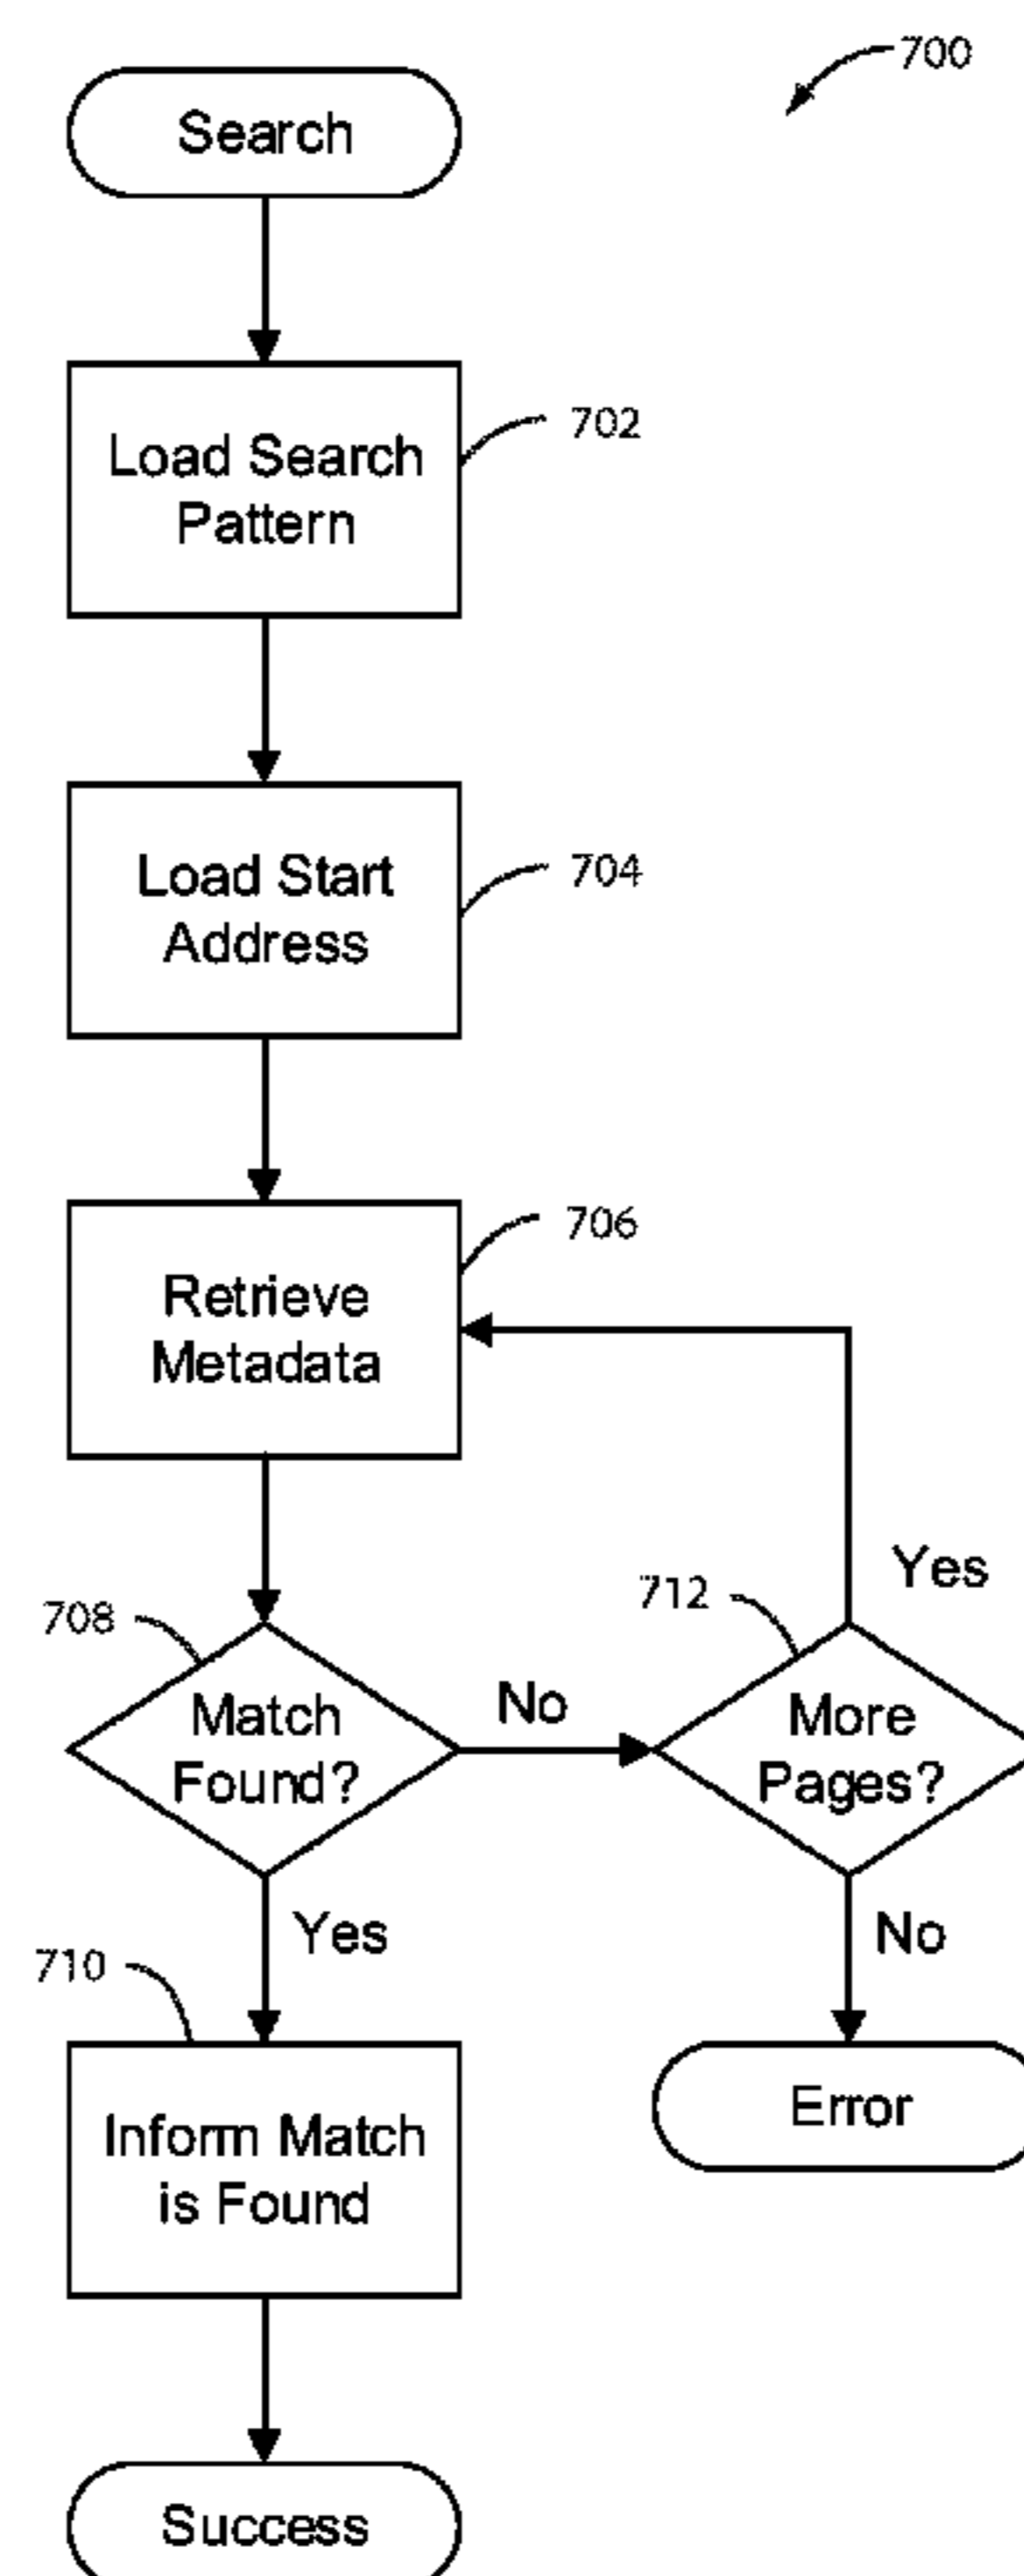 700
Search
Load Search
Pattern
702
Load Start
Address
704
Retrieve
Metadata
706
708
Match
Found?
No
712
More
Pages?
Yes
Yes
No
710
Inform Match
is Found
Error
Success